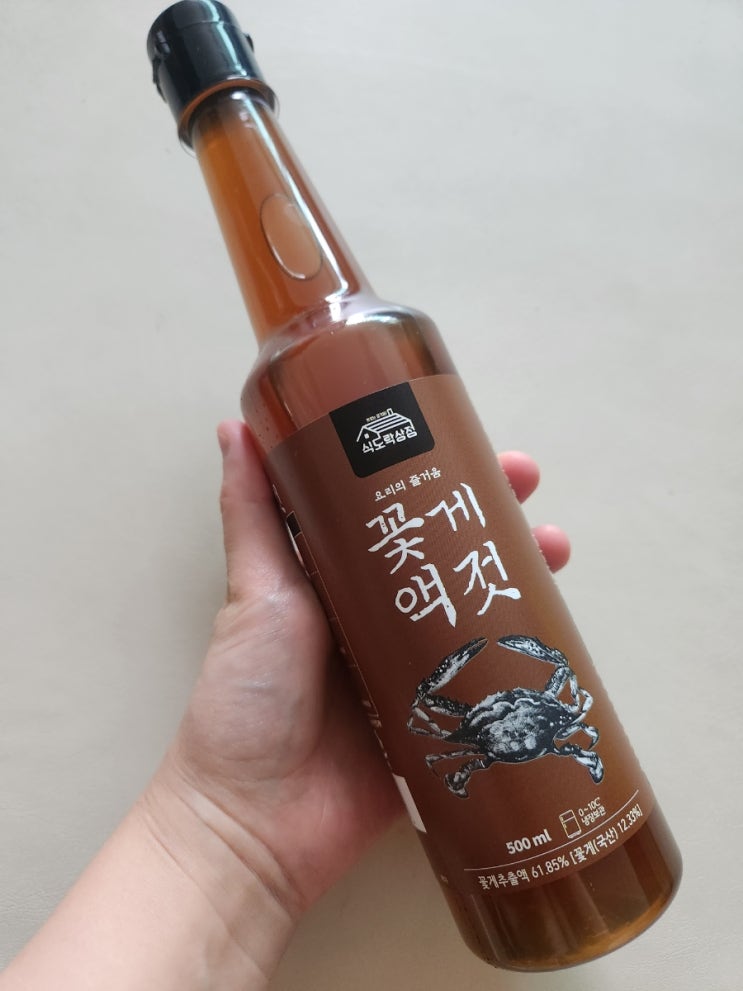 식도락상점
요리의 즐거움
꽃게
액젓
0~10℃
냉장보관
500 ml
꽃게추출액 61.85% [꽃게(국산) 12.33%]